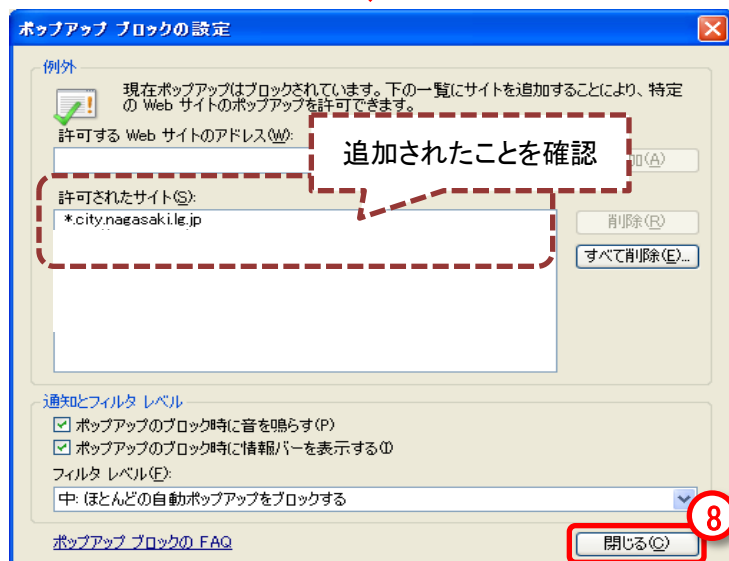 ポップアップ ブロックの設定
例外
現在ポップアップはブロックされています。下の一覧にサイトを追加することにより、特定
の Web サイトのポップアップを許可できます。
許可する Web サイトのアドレス(W):
追加されたことを確認
加(A)
許可されたサイト(S):
*.city.nagasaki.lg.jp
削除(R)
すべて削除(E)...
通知とフィルタ レベル
ポップアップのブロック時に音を鳴らす(P)
ポップアップのブロック時に情報バーを表示する(I)
フィルタ レベル(F):
中: ほとんどの自動ポップアップをブロックする
8
ポップアップ ブロックの FAQ
閉じる(C)